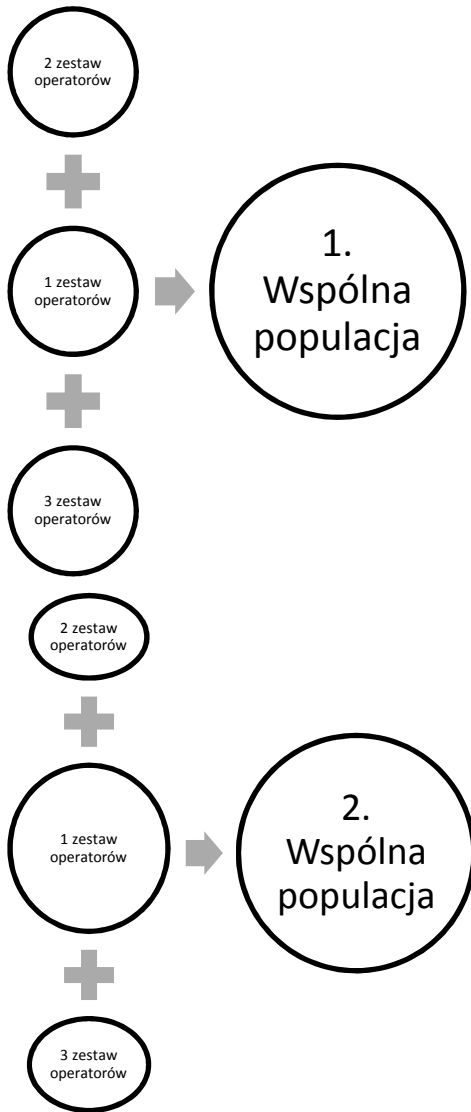 2 zestaw
operatorów
1 zestaw
operatorów
1.
Wspólna
populacja
3 zestaw
operatorów
2 zestaw
operatorów
1 zestaw
operatorów
2.
Wspólna
populacja
3 zestaw
operatorów